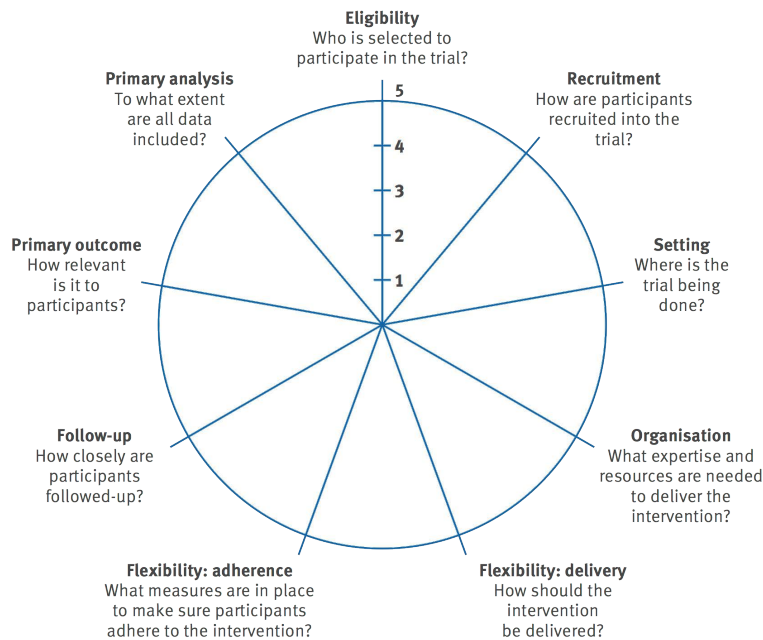 Eligibility
Who is selected to
participate in the trial?
5
4
3
2
1
Recruitment
How are participants
recruited into the
trial?
Setting
Where is the
trial being
done?
Organisation
What expertise and
resources are needed
to deliver the
intervention?
Flexibility: delivery
How should the
intervention
be delivered?
Flexibility: adherence
What measures are in place
to make sure participants
adhere to the intervention?
Follow-up
How closely are
participants
followed-up?
Primary outcome
How relevant
is it to
participants?
Primary analysis
To what extent
are all data
included?